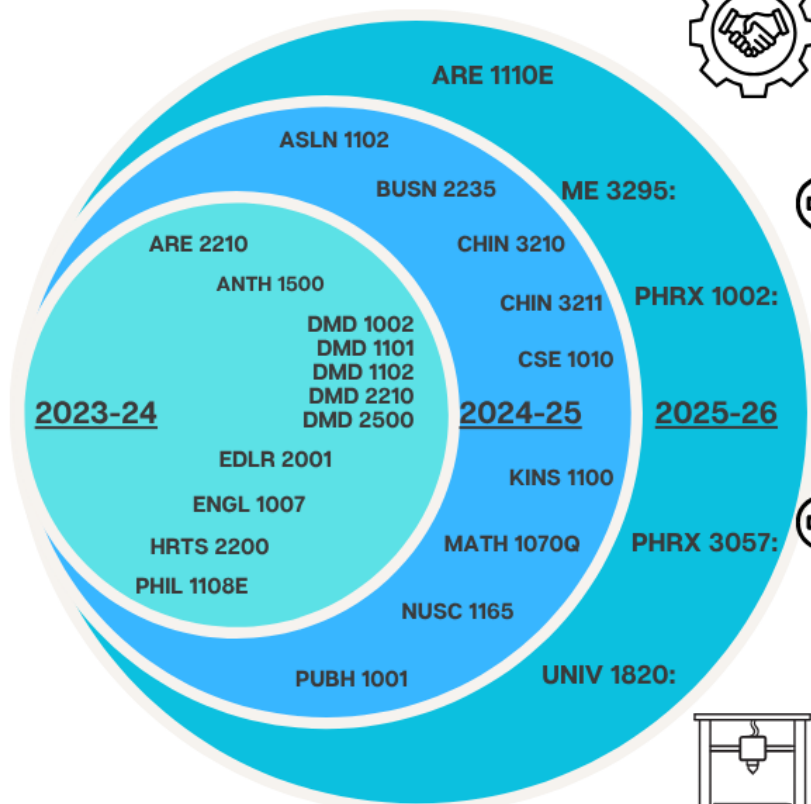 ARE 1110E
ASLN 1102
BUSN 2235
ME 3295:
ARE 2210
CHIN 3210
ANTH 1500
PHRX 1002:
CHIN 3211
DMD 1002
DMD 1101
DMD 1102
DMD 2210
DMD 2500
CSE 1010
2023-24
2024-25
2025-26
EDLR 2001
KINS 1100
ENGL 1007
HRTS 2200
MATH 1070Q
PHRX 3057:
PHIL 1108E
NUSC 1165
PUBH 1001
UNIV 1820: